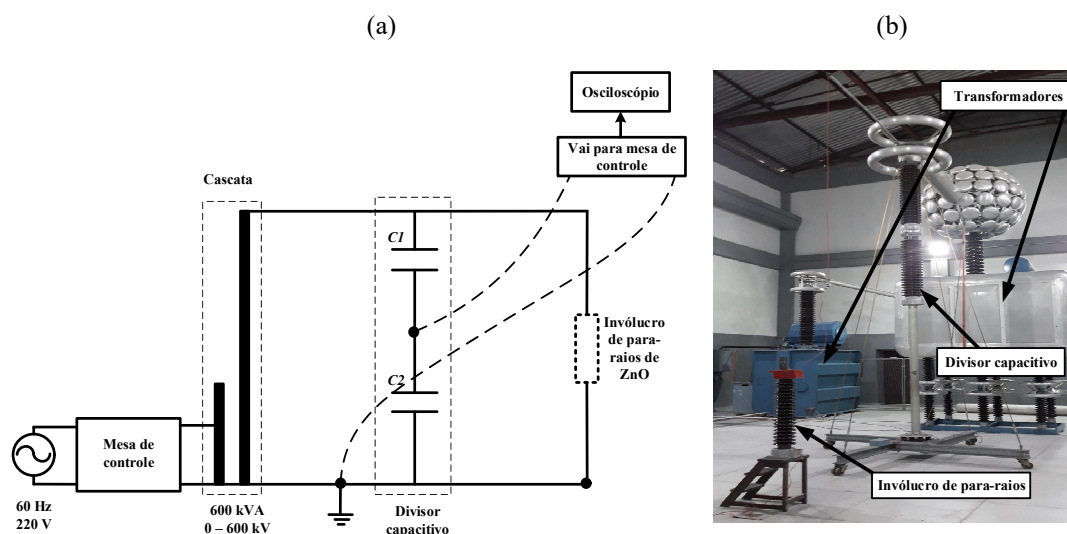 (a)
(b)
Osciloscópio
Vai para mesa de
controle
Cascata
C1
C2
Invólucro
de para-
raios de
ZnO
Mesa de
controle
60 Hz
220 V
600 kVA
0 – 600 kV
Divisor
capacitivo
Transformadores
Divisor capacitivo
Invólucro de para-raios